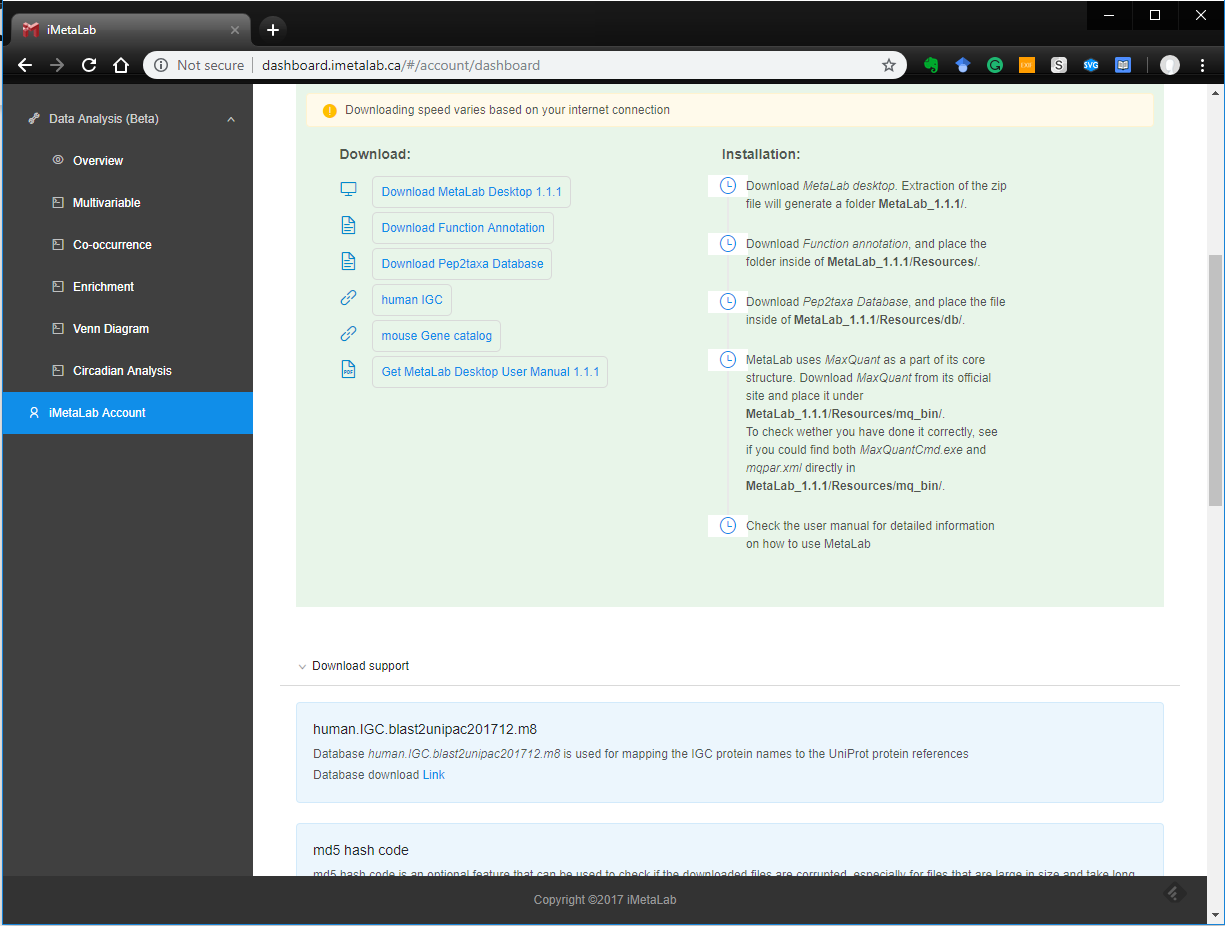 iMetaLab
Not secure
dashboard.imetalab.ca/#/account/dashboard
Data Analysis (Beta)
Overview
Multivariable
Co-occurrence
Enrichment
Venn Diagram
Circadian Analysis
iMetaLab Account
Downloading speed varies based on your internet connection
Download:
Download MetaLab Desktop 1.1.1
Download Function Annotation
Download Pep2taxa Database
human IGC
mouse Gene catalog
PDF
Get MetaLab Desktop User Manual 1.1.1
Installation:
Download MetaLab desktop. Extraction of the zip
file will generate a folder MetaLab_1.1.1/.
Download Function annotation, and place the
folder inside of MetaLab_1.1.1/Resources/.
Download Pep2taxa Database, and place the file
inside of MetaLab_1.1.1/Resources/db/.
MetaLab uses MaxQuant as a part of its core
structure. Download MaxQuant from its official
site and place it under
MetaLab_1.1.1/Resources/mq_bin/.
To check wether you have done it correctly, see
if you could find both MaxQuantCmd.exe and
mqpar.xml directly in
MetaLab_1.1.1/Resources/mq_bin/.
Check the user manual for detailed information
on how to use MetaLab
Download support
human.IGC.blast2unipac201712.m8
Database human.IGC.blast2unipac201712.m8 is used for mapping the IGC protein names to the UniProt protein references
Database download Link
md5 hash code
md5 hash code is an optional feature that can be used to check if the downloaded files are corrupted, especially for files that are large in size and take long
Copyright ©2017 iMetaLab